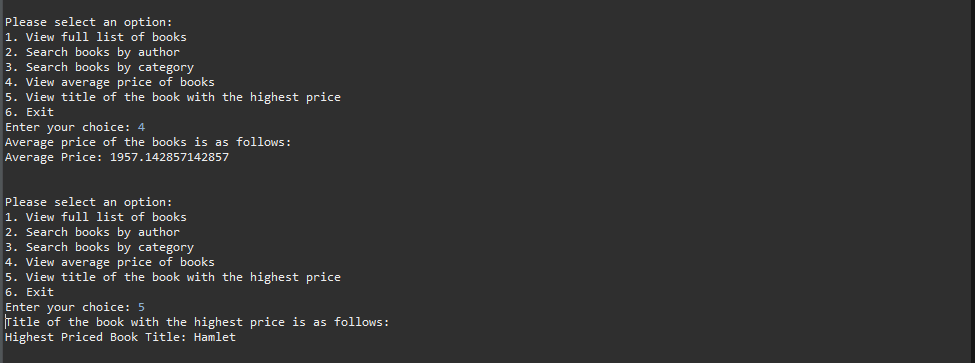 Please select an option:
1. View full list of books
2. Search books by author
3. Search books by category
4. View average price of books
5. View title of the book with the highest price
6. Exit
Enter your choice: 4
Average price of the books is as follows:
Average Price: 1957.142857142857
Please select an option:
1. View full list of books
2. Search books by author
3. Search books by category
4. View average price of books
5. View title of the book with the highest price
6. Exit
Enter your choice: 5
Title of the book with the highest price is as follows:
Highest Priced Book Title: Hamlet